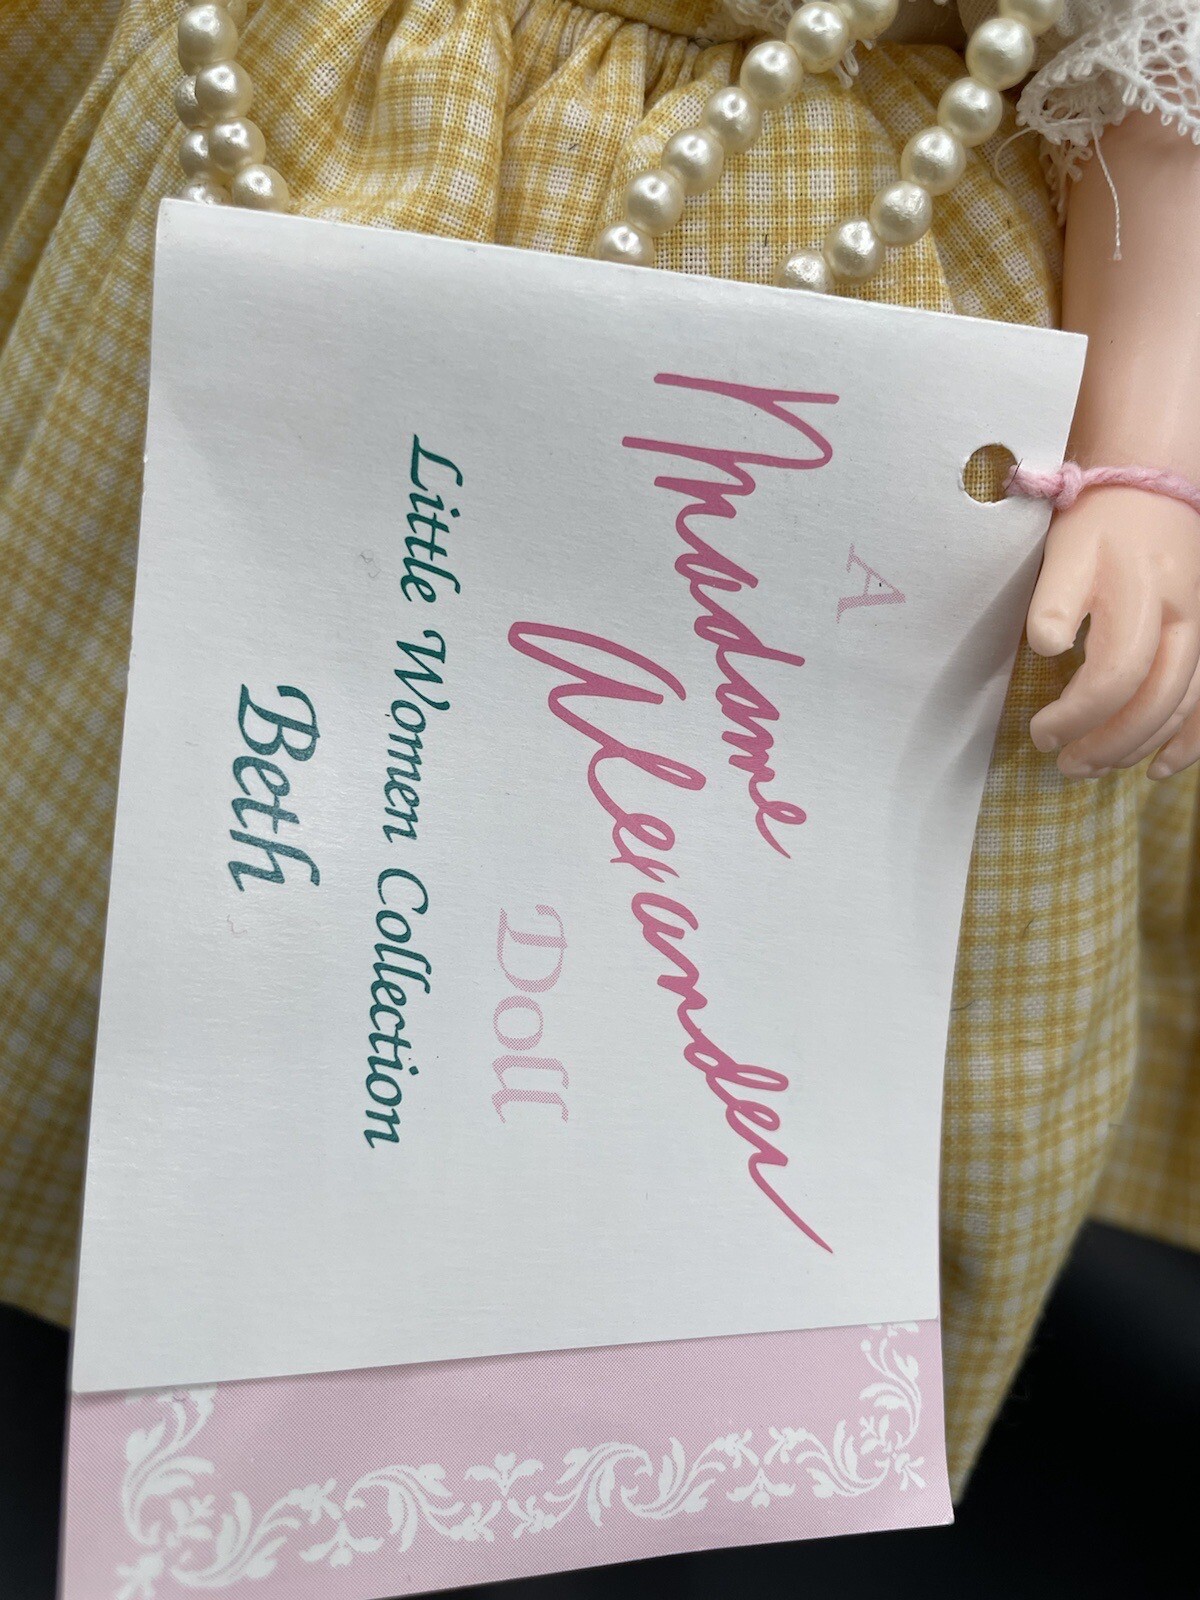 A
Madame
Alexander
Doll
Little Women Collection
Beth